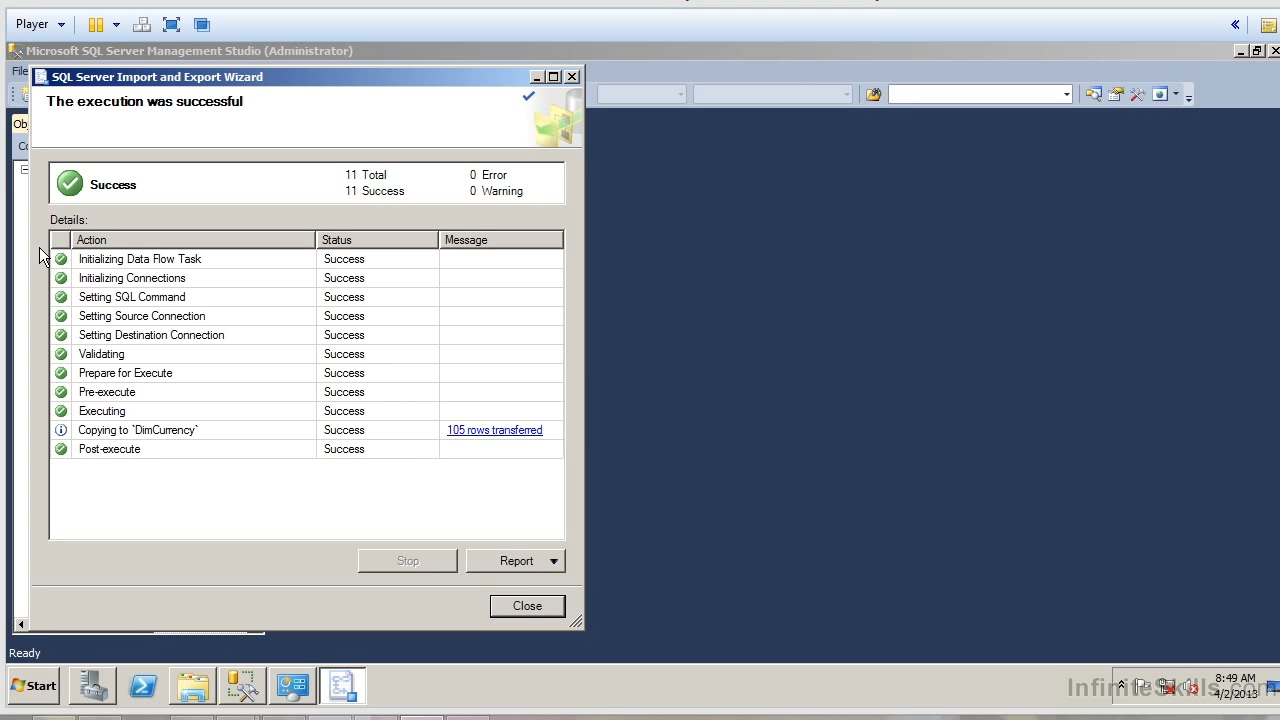 Player
Microsoft SQL Server Management Studio (Administrator)
File
SQL Server Import and Export Wizard
The execution was successful
Success
11 Total 0 Error
11 Success 0 Warning
Details:
Action Status Message
Initializing Data Flow Task Success
Initializing Connections Success
Setting SQL Command Success
Setting Source Connection Success
Setting Destination Connection Success
Validating Success
Prepare for Execute Success
Pre-execute Success
Executing Success
Copying to `DimCurrency` Success 105 rows transferred
Post-execute Success
Stop Report
Close
Ready
Start
8:49 AM
4/2/2013
InfiniteSkills.com